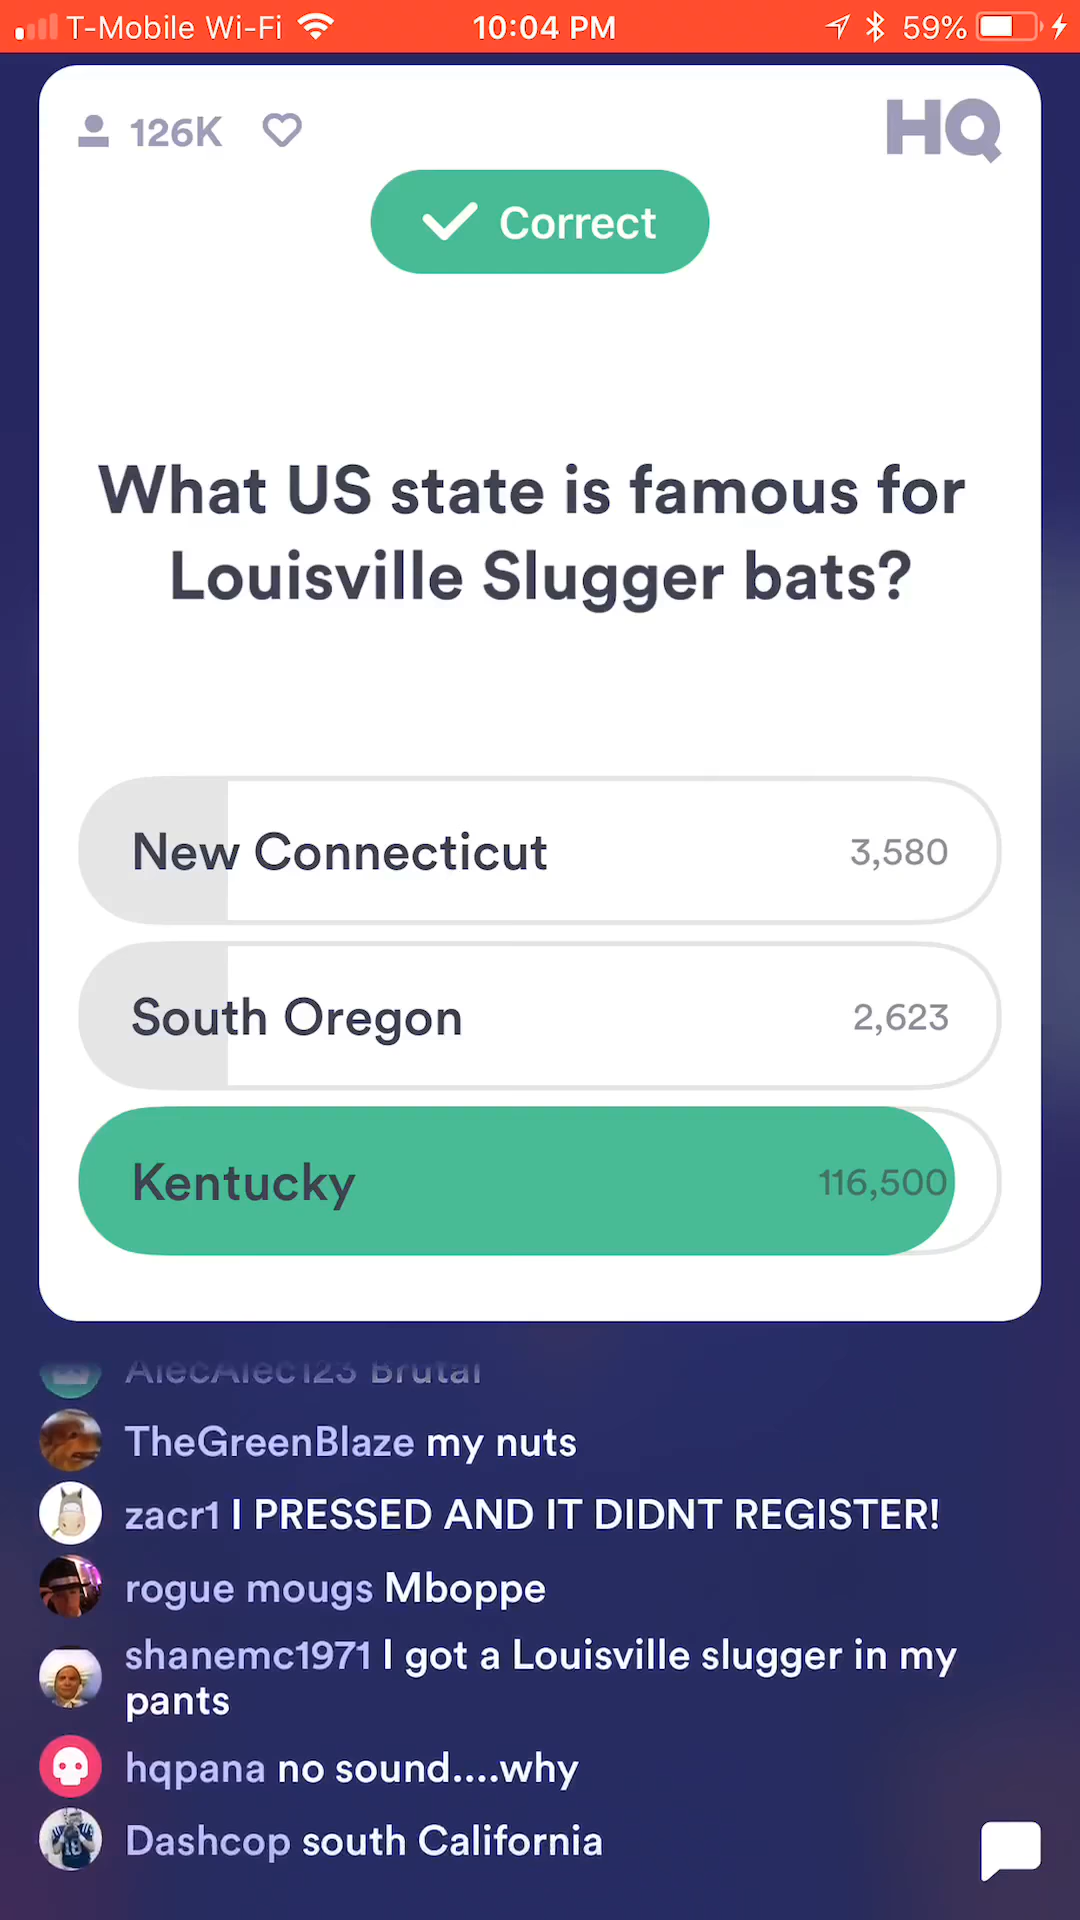 T-Mobile Wi-Fi 10:04 PM 59%
126K HQ
Correct
What US state is famous for
Louisville Slugger bats?
New Connecticut 3,580
South Oregon 2,623
Kentucky 116,500
AlecAlec123 Brutal
TheGreenBlaze my nuts
zacr1 I PRESSED AND IT DIDNT REGISTER!
rogue mougs Mboppe
shanemc1971 I got a Louisville slugger in my
pants
hqpana no sound....why
Dashcop south California